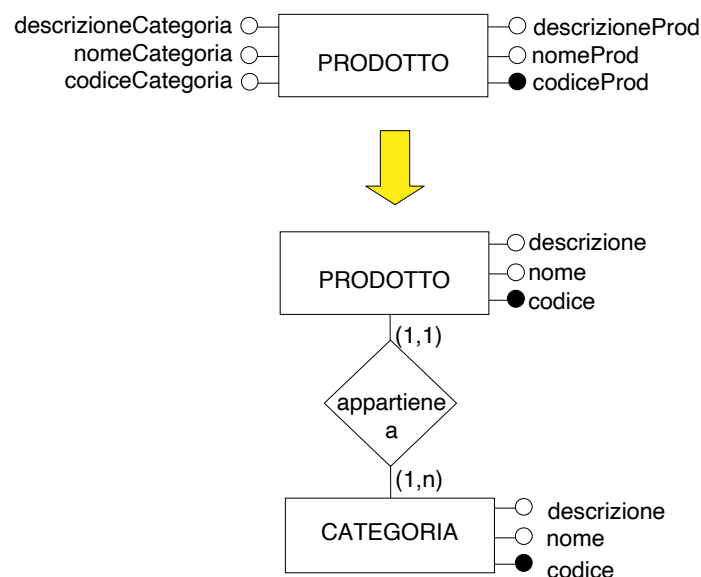 descrizioneCategoria
nomeCategoria
codiceCategoria
PRODOTTO
descrizioneProd
nomeProd
codiceProd
PRODOTTO
descrizione
nome
codice
(1,1)
appartiene
a
(1,n)
CATEGORIA
descrizione
nome
codice